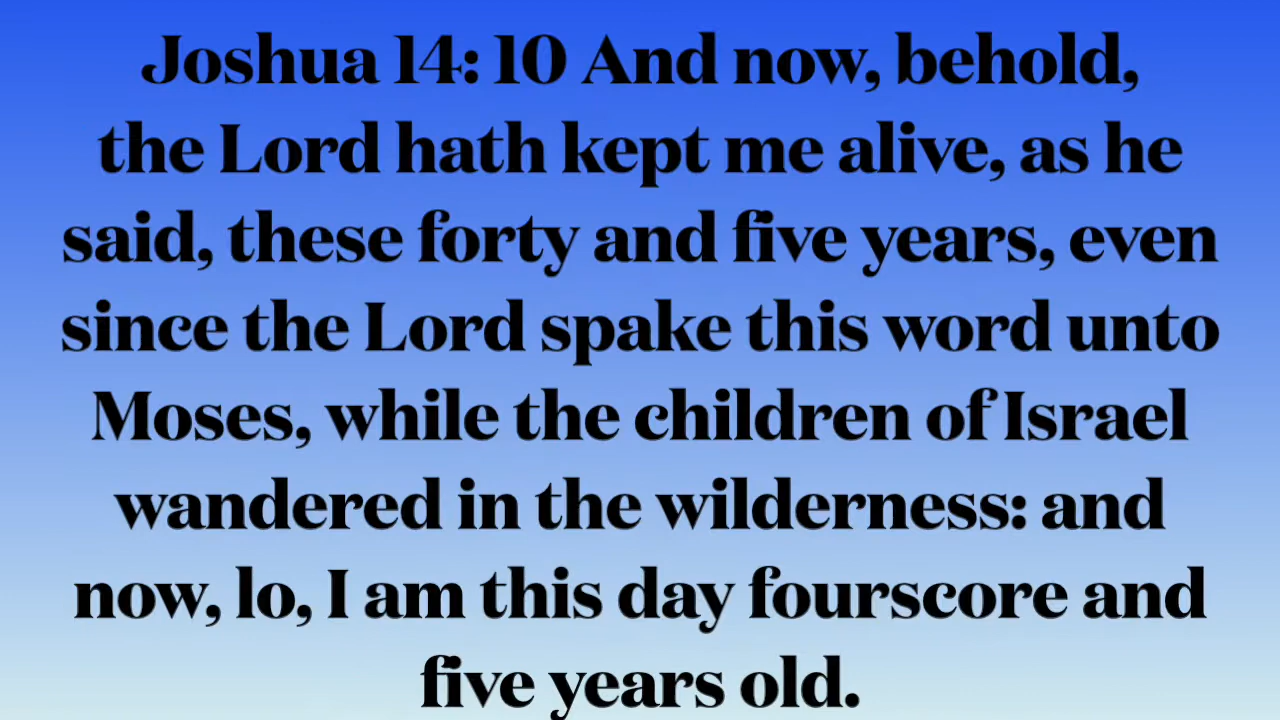 Joshua 14: 10 And now, behold,
the Lord hath kept me alive, as he
said, these forty and five years, even
since the Lord spake this word unto
Moses, while the children of Israel
wandered in the wilderness: and
now, lo, I am this day fourscore and
five years old.